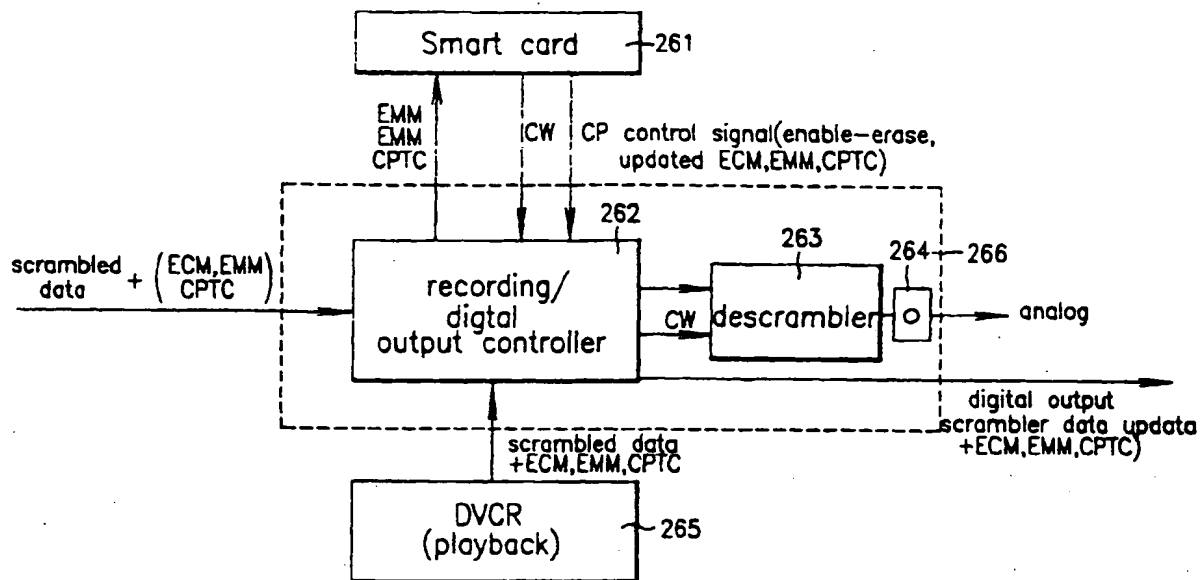 Smart card
261
EMM
EMM
CPTC
CW
CP control signal(enable-erase,
updated ECM,EMM,CPTC)
262
263
264
266
scrambled
data
+
(ECM,EMM
CPTC)
recording/
digtal
output controller
CW
descrambler
analog
digital output
scrambler data updata
+ECM,EMM,CPTC)
scrambled data
+ECM,EMM,CPTC
DVCR
(playback)
265